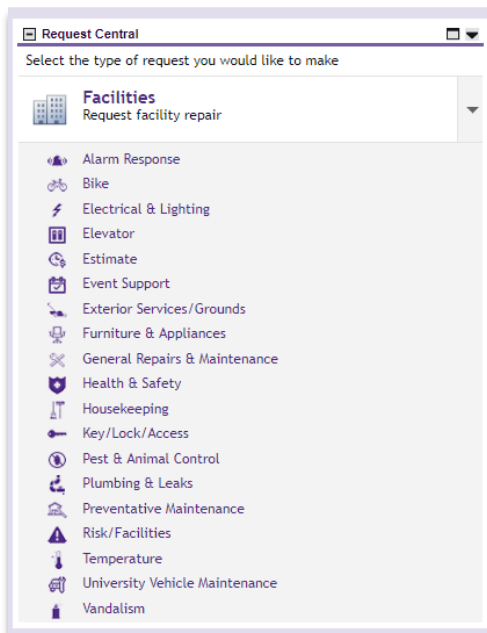 Request Central
Select the type of request you would like to make
Facilities
Request facility repair
Alarm Response
Bike
Electrical & Lighting
Elevator
Estimate
Event Support
Exterior Services/Grounds
Furniture & Appliances
General Repairs & Maintenance
Health & Safety
Housekeeping
Key/Lock/Access
Pest & Animal Control
Plumbing & Leaks
Preventative Maintenance
Risk/Facilities
Temperature
University Vehicle Maintenance
Vandalism